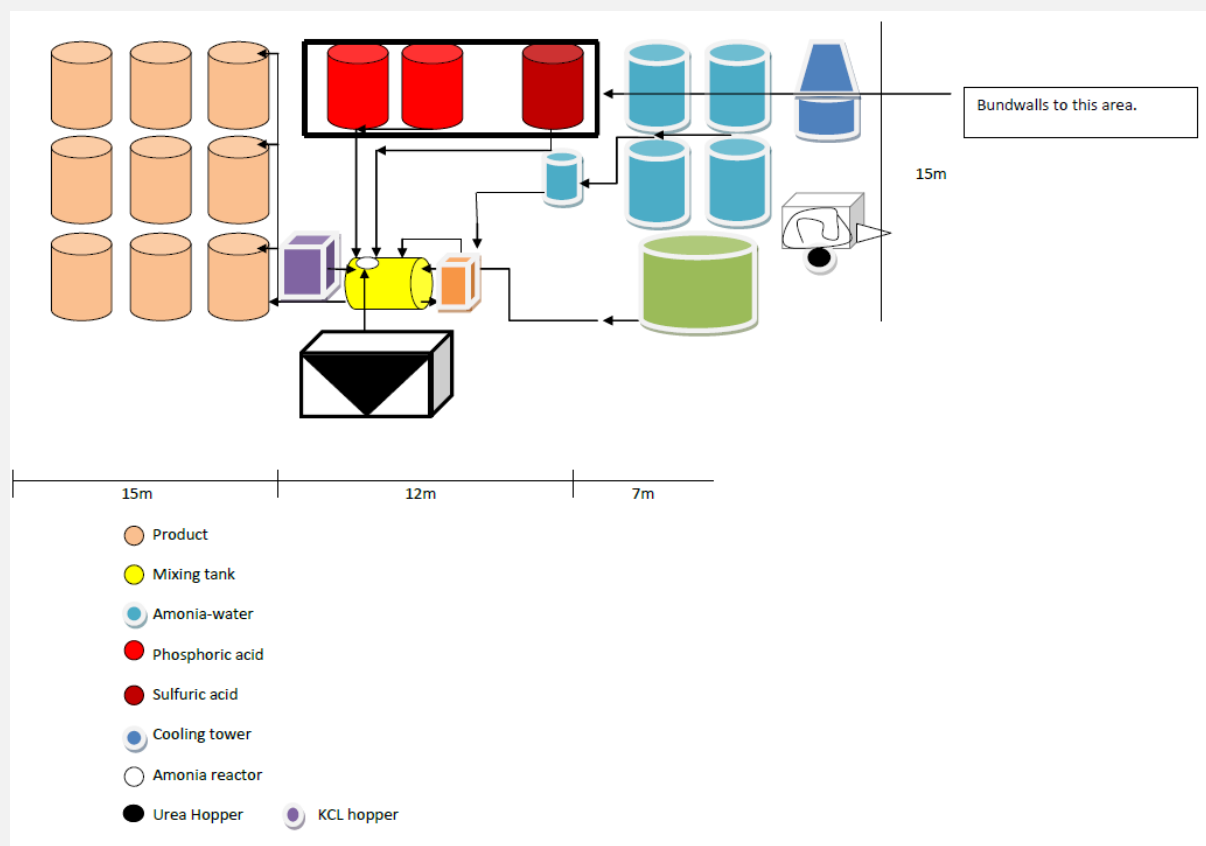 Bundwalls to this area.
15m
15m
12m
7m
Product
Mixing tank
Amonia-water
Phosphoric acid
Sulfuric acid
Cooling tower
Amonia reactor
Urea Hopper
KCL hopper